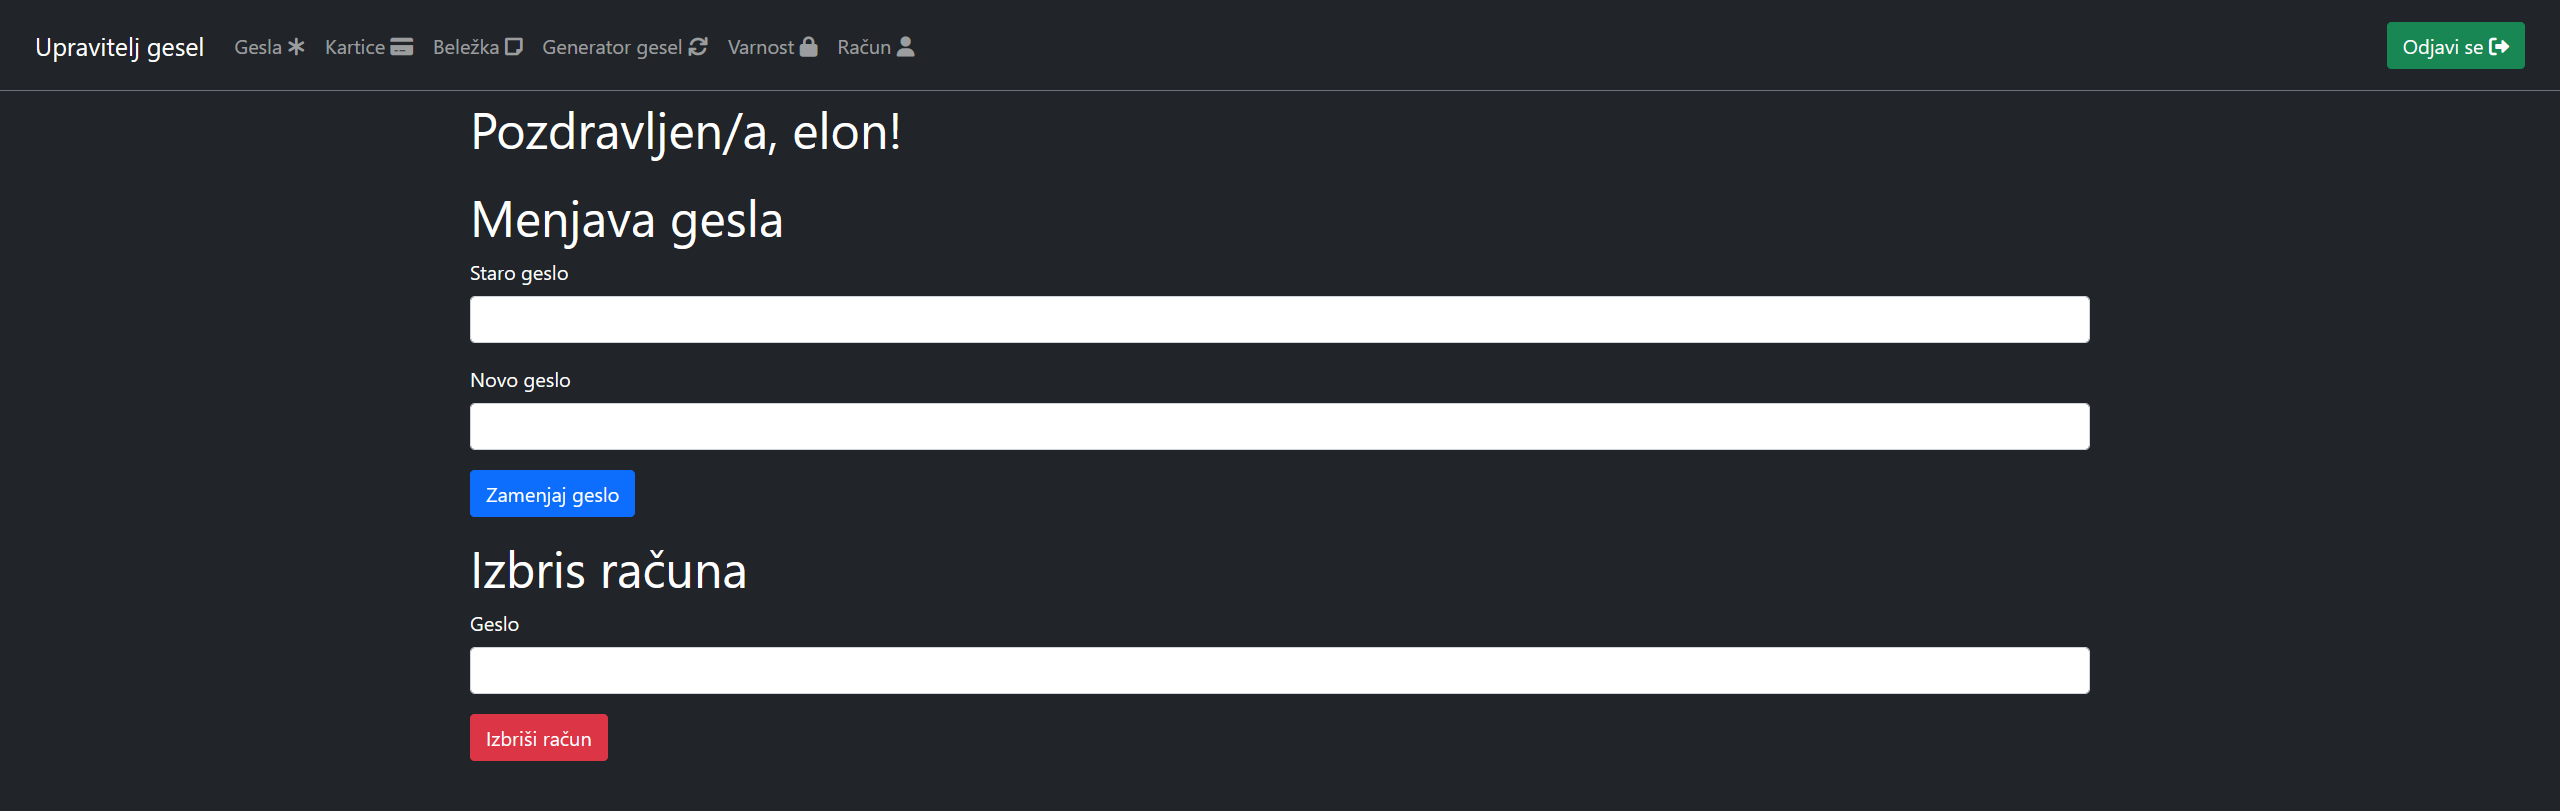 Upravitelj gesel Gesla Kartice Beležka Generator gesel Varnost Račun Odjavi se
Pozdravljen/a, elon!
Menjava gesla
Staro geslo
Novo geslo
Zamenjaj geslo
Izbris računa
Geslo
Izbriši račun